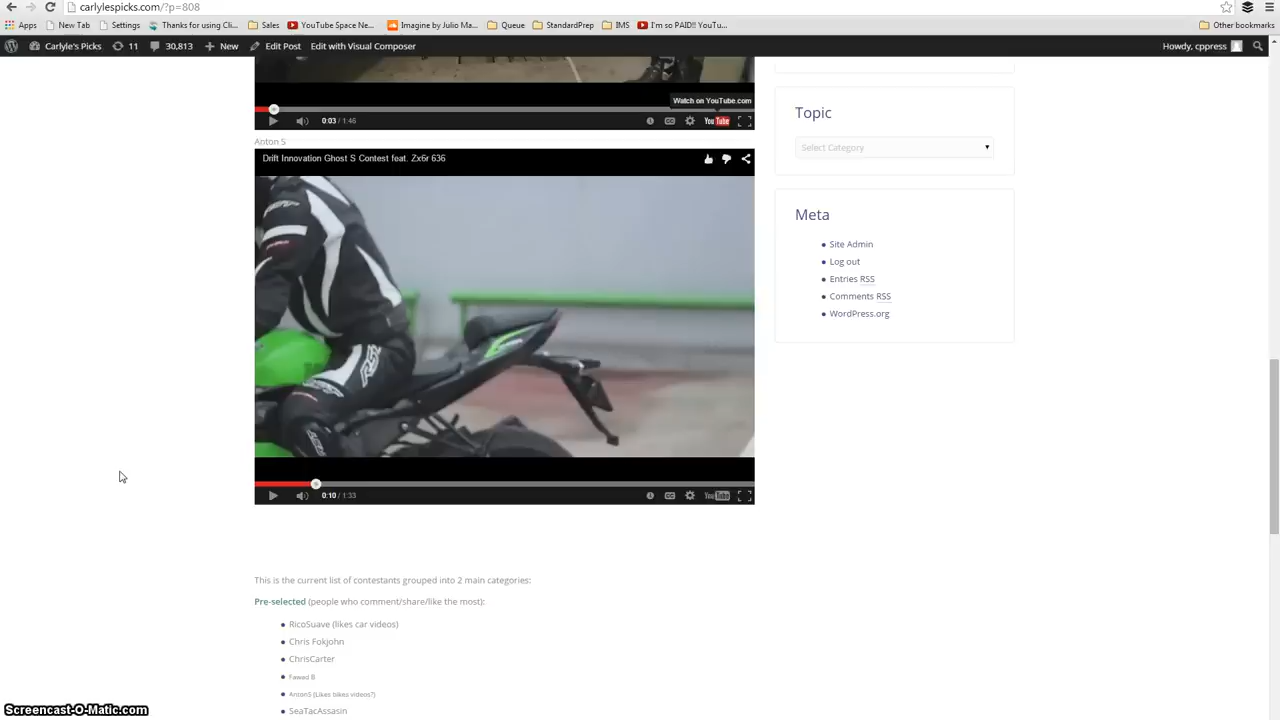 carlylespicks.com/?p=808
Apps
New Tab
Settings
Thanks for using Cli...
Sales
YouTube Space Ne...
Imagine by Julio Ma...
Queue
StandardPrep
IMS
I'm so PAID!! YouTu...
Other bookmarks
Carlyle's Picks
11
30,813
New
Edit Post
Edit with Visual Composer
Howdy, cppress
Watch on YouTube.com
0:03 / 1:46
CC
YouTube
Anton S
Drift Innovation Ghost S Contest feat. Zx6r 636
RST
0:10 / 1:33
CC
YouTube
Topic
Select Category
Meta
Site Admin
Log out
Entries RSS
Comments RSS
WordPress.org
This is the current list of contestants grouped into 2 main categories:
Pre-selected (people who comment/share/like the most):
RicoSuave (likes car videos)
Chris Fokjohn
ChrisCarter
Fawad B
AntonS (Likes bikes videos?)
SeaTacAssasin
Screencast-O-Matic.com